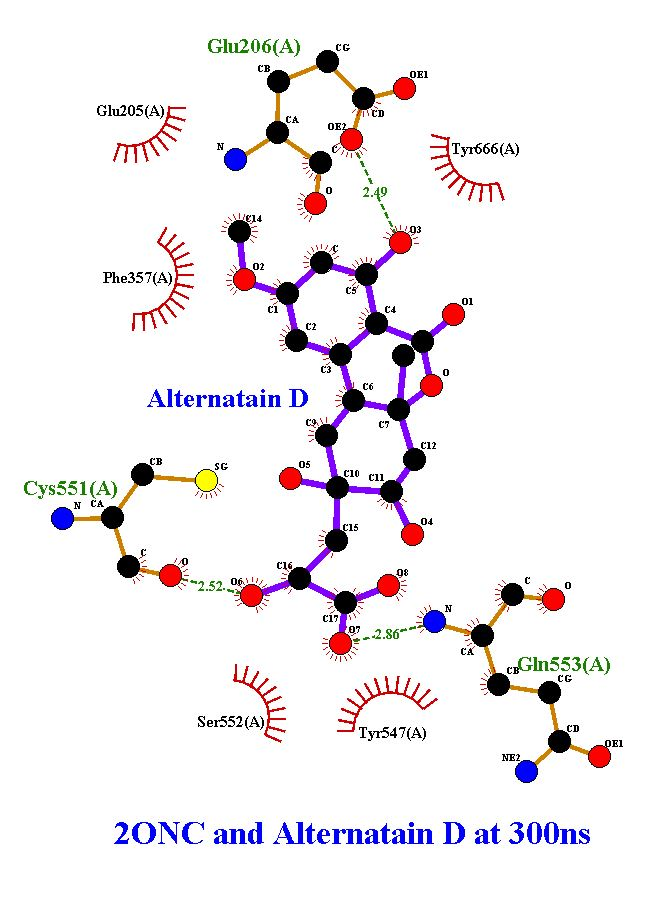 Glu206(A)
CG
CB
OE1
CD
Glu205(A)
CA
OE2
N
C
Tyr666(A)
O
2.49
C14
O3
C
O2
C5
Phe357(A)
C1
C4
O1
C2
C3
O
C6
Alternatain D
C7
C9
C12
CB
SG
O5
C10
C11
Cys551(A)
N
CA
O4
C15
C
O
O6
2.52
C16
O8
C
O
C17
N
O7
2.86
CA
CB
Gln553(A)
CG
Ser552(A)
Tyr547(A)
CD
OE1
NE2
2ONC and Alternatain D at 300ns